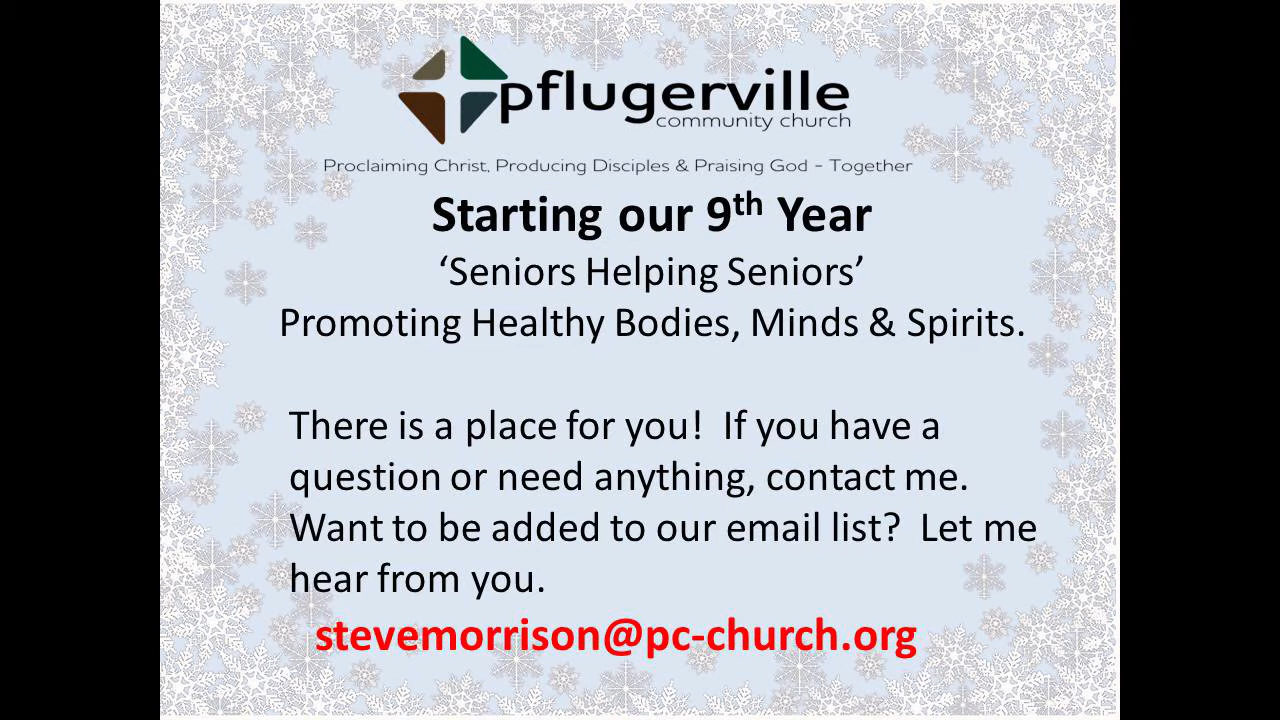 pflugerville
community church
Proclaiming Christ, Producing Disciples & Praising God - Together
Starting our 9th Year
‘Seniors Helping Seniors’
Promoting Healthy Bodies, Minds & Spirits.
There is a place for you!  If you have a
question or need anything, contact me.
Want to be added to our email list?  Let me
hear from you.
stevemorrison@pc-church.org